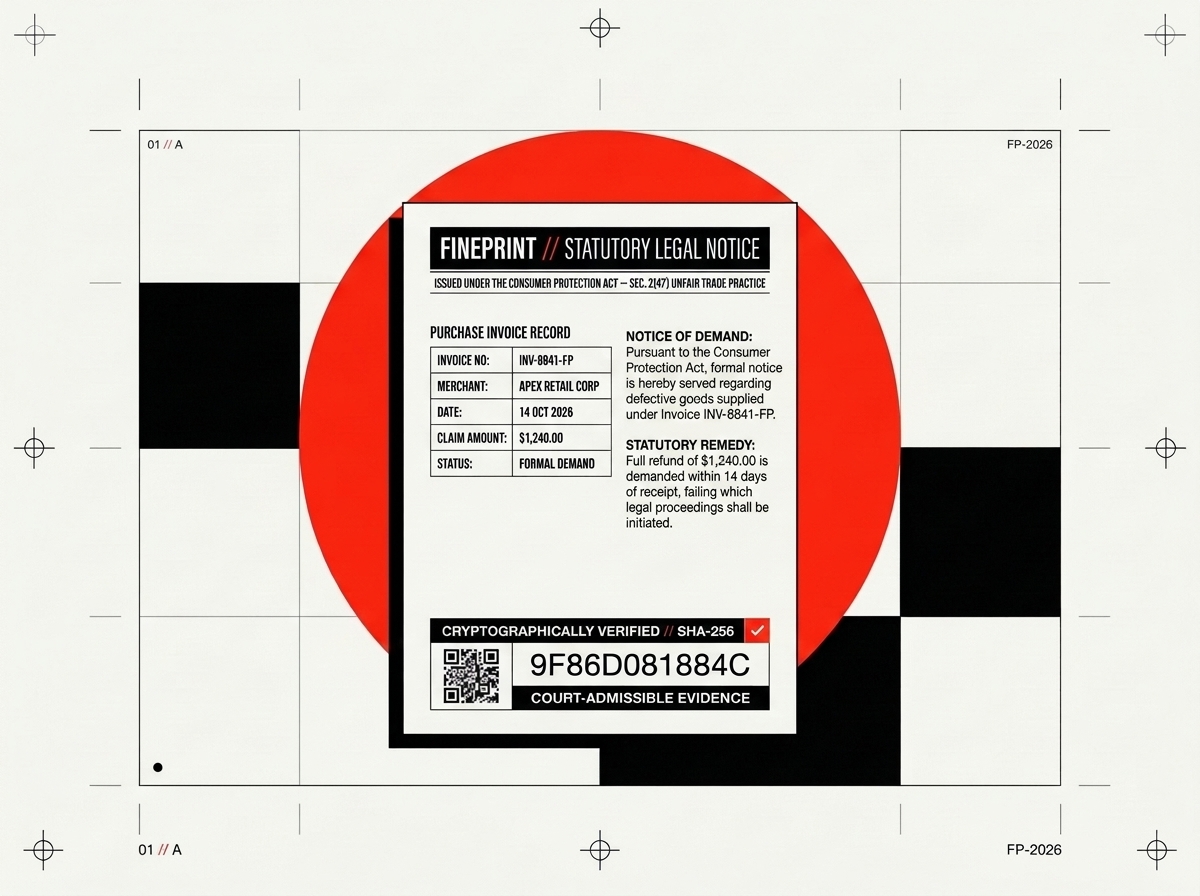 01 // A
FP-2026
FINEPRINT // STATUTORY LEGAL NOTICE
ISSUED UNDER THE CONSUMER PROTECTION ACT – SEC. 2(47) UNFAIR TRADE PRACTICE
PURCHASE INVOICE RECORD
INVOICE NO: INV-8841-FP
MERCHANT: APEX RETAIL CORP
DATE: 14 OCT 2026
CLAIM AMOUNT: $1,240.00
STATUS: FORMAL DEMAND
NOTICE OF DEMAND:
Pursuant to the Consumer
Protection Act, formal notice
is hereby served regarding
defective goods supplied
under Invoice INV-8841-FP.
STATUTORY REMEDY:
Full refund of $1,240.00 is
demanded within 14 days
of receipt, failing which
legal proceedings shall be
initiated.
CRYPTOGRAPHICALLY VERIFIED // SHA-256
9F86D081884C
COURT-ADMISSIBLE EVIDENCE
01 // A
FP-2026